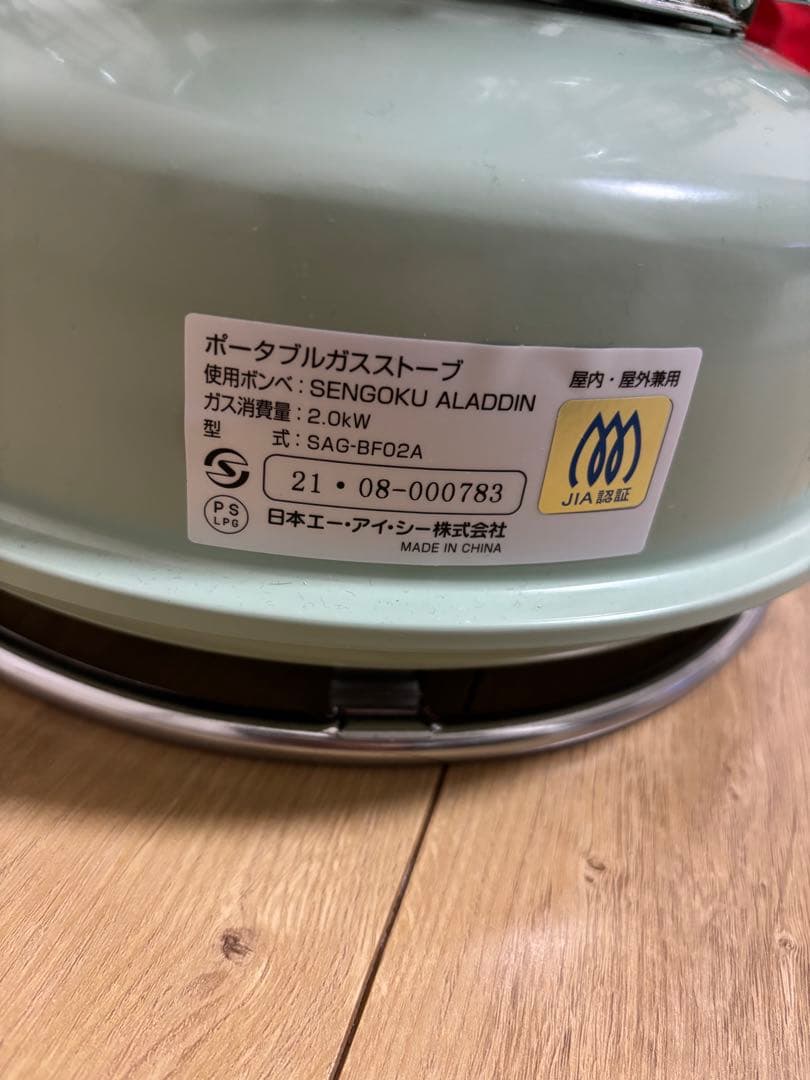 ポータブルガスストーブ
屋内・屋外兼用
使用ボンベ：SENGOKU ALADDIN
ガス消費量：2.0kW
型　　式：SAG-BF02A
21・08-000783
JIA認証
PS
LPG
日本エー・アイ・シー株式会社
MADE IN CHINA